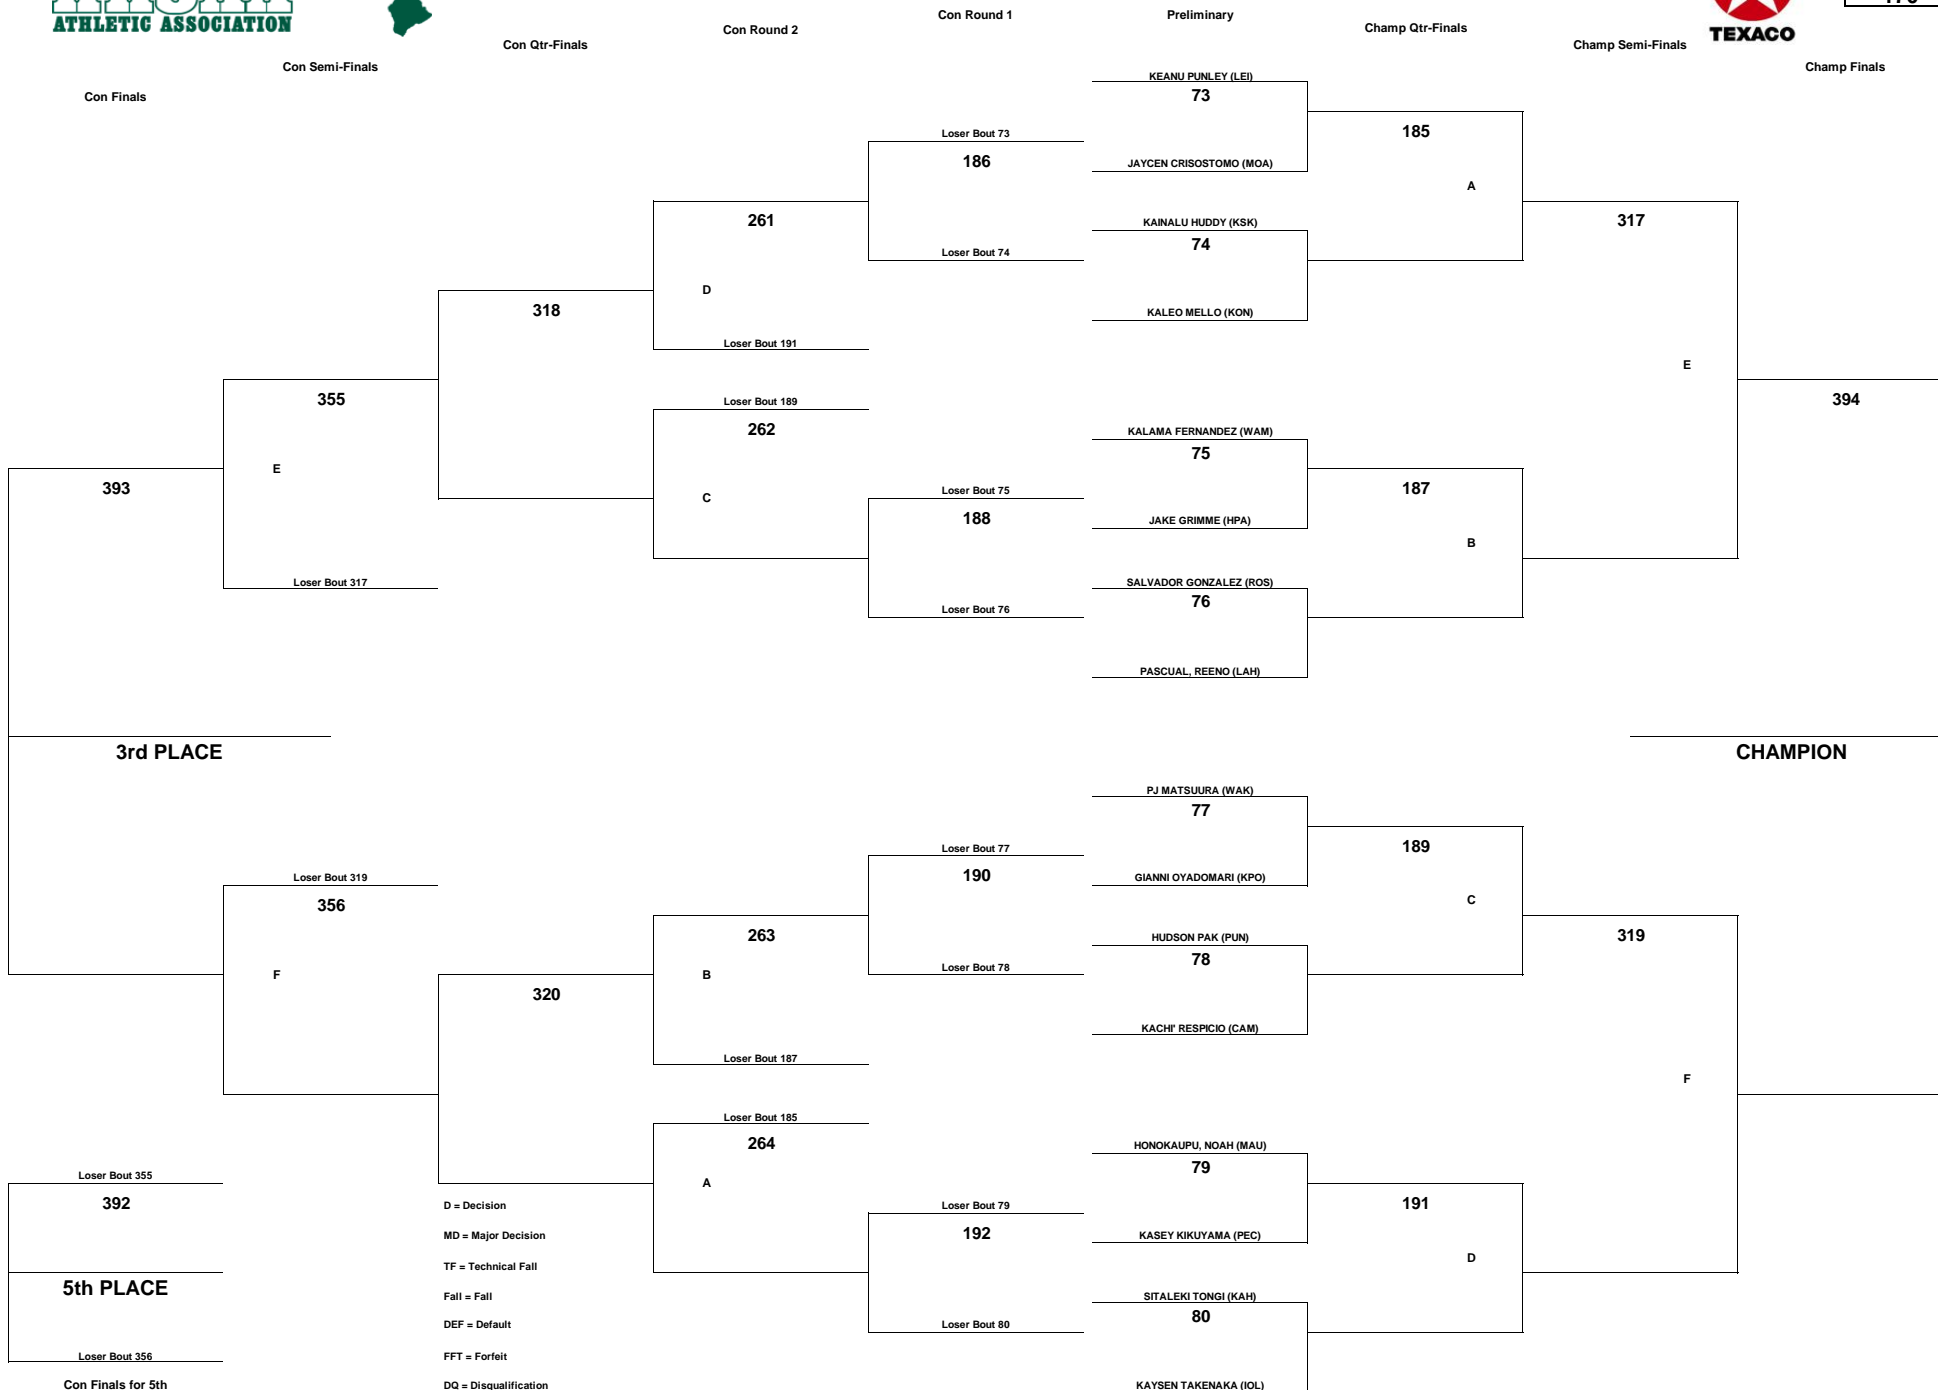 ATHLETIC ASSOCIATION
TEXACO
Con Finals
Con Semi-Finals
Con Qtr-Finals
Con Round 2
Con Round 1
Preliminary
Champ Qtr-Finals
Champ Semi-Finals
Champ Finals
KEANU PUNLEY (LEI)
73
JAYCEN CRISOSTOMO (MOA)
KAINALU HUDDY (KSK)
74
KALEO MELLO (KON)
KALAMA FERNANDEZ (WAM)
75
JAKE GRIMME (HPA)
SALVADOR GONZALEZ (ROS)
76
PASCUAL, REENO (LAH)
PJ MATSUURA (WAK)
77
GIANNI OYADOMARI (KPO)
HUDSON PAK (PUN)
78
KACHI' RESPICIO (CAM)
HONOKAUPU, NOAH (MAU)
79
KASEY KIKUYAMA (PEC)
SITALEKI TONGI (KAH)
80
KAYSEN TAKENAKA (IOL)
185
A
187
B
189
C
191
D
317
E
319
F
394
CHAMPION
Loser Bout 73
186
Loser Bout 74
Loser Bout 75
188
Loser Bout 76
Loser Bout 77
190
Loser Bout 78
Loser Bout 79
192
Loser Bout 80
261
D
Loser Bout 191
Loser Bout 189
262
C
263
B
Loser Bout 187
Loser Bout 185
264
A
318
320
355
E
Loser Bout 317
Loser Bout 319
356
F
393
3rd PLACE
Loser Bout 355
392
5th PLACE
Loser Bout 356
Con Finals for 5th
D = Decision
MD = Major Decision
TF = Technical Fall
Fall = Fall
DEF = Default
FFT = Forfeit
DQ = Disqualification